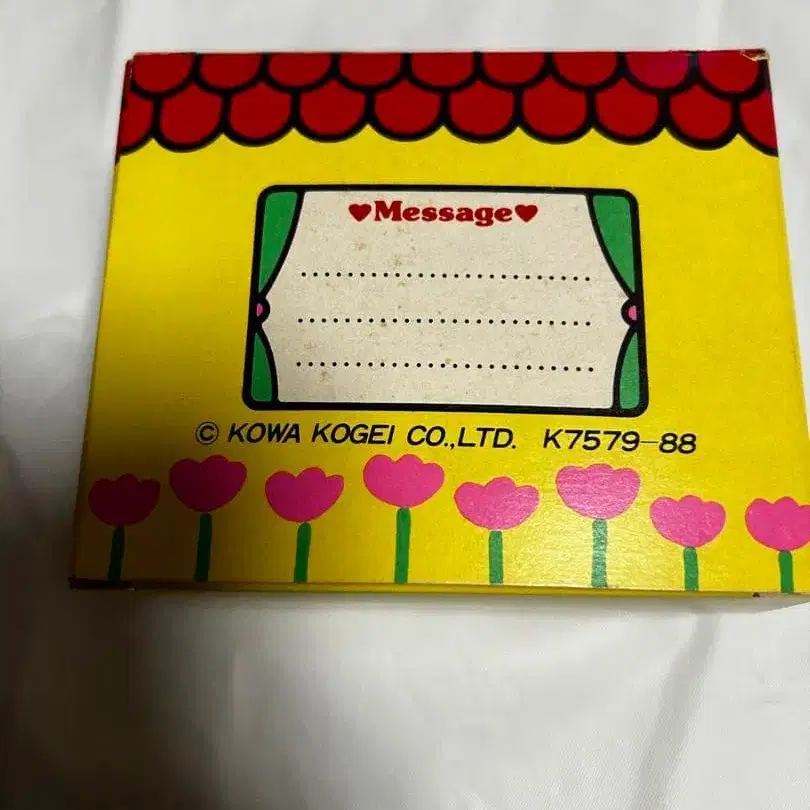 ♥Message♥
© KOWA KOGEI CO.,LTD. K7579-88